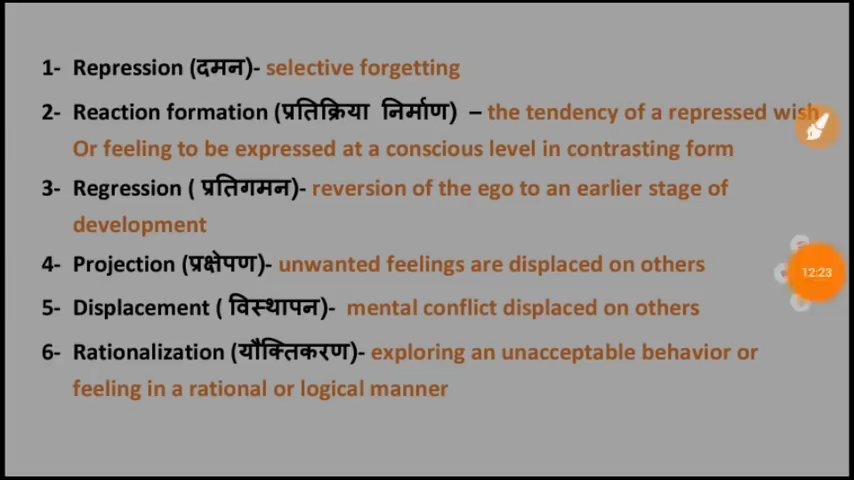 1- Repression (दमन)- selective forgetting
2- Reaction formation (प्रतिक्रिया निर्माण) – the tendency of a repressed wish
Or feeling to be expressed at a conscious level in contrasting form
3- Regression ( प्रतिगमन)- reversion of the ego to an earlier stage of
development
4- Projection (प्रक्षेपण)- unwanted feelings are displaced on others
12:23
5- Displacement ( विस्थापन)- mental conflict displaced on others
6- Rationalization (यौक्तिकरण)- exploring an unacceptable behavior or
feeling in a rational or logical manner